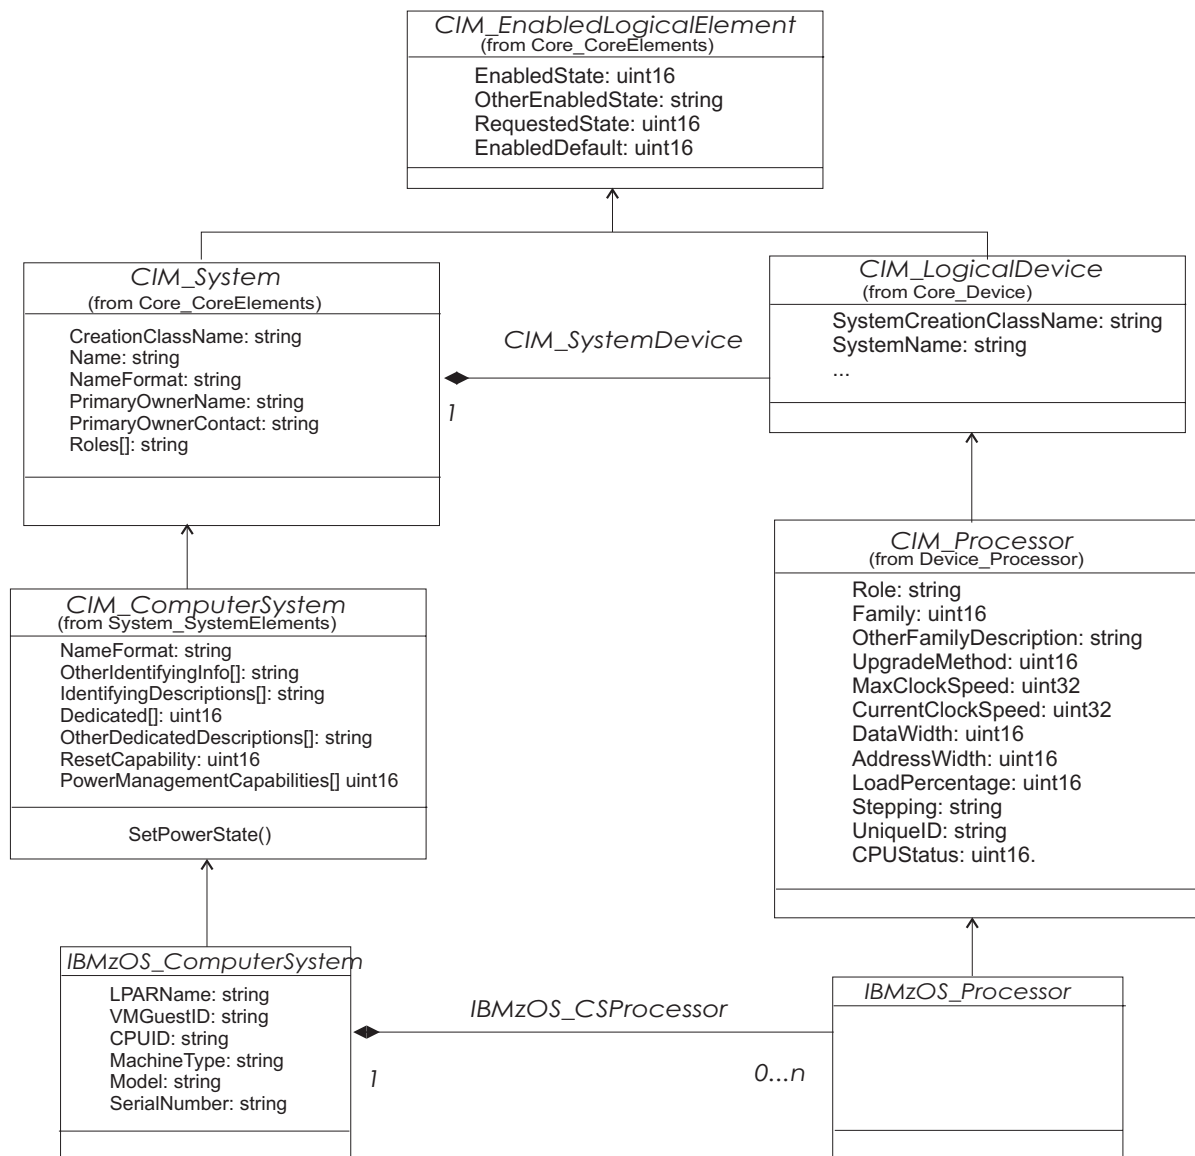 CIM_EnabledLogicalElement
(from Core_CoreElements)
EnabledState: uint16
OtherEnabledState: string
RequestedState: uint16
EnabledDefault: uint16
CIM_System
(from Core_CoreElements)
CreationClassName: string
Name: string
NameFormat: string
PrimaryOwnerName: string
PrimaryOwnerContact: string
Roles[]: string
CIM_SystemDevice
1
CIM_LogicalDevice
(from Core_Device)
SystemCreationClassName: string
SystemName: string
...
CIM_ComputerSystem
(from System_SystemElements)
NameFormat: string
OtherIdentifyingInfo[]: string
IdentifyingDescriptions[]: string
Dedicated[]: uint16
OtherDedicatedDescriptions[]: string
ResetCapability: uint16
PowerManagementCapabilities[] uint16
SetPowerState()
CIM_Processor
(from Device_Processor)
Role: string
Family: uint16
OtherFamilyDescription: string
UpgradeMethod: uint16
MaxClockSpeed: uint32
CurrentClockSpeed: uint32
DataWidth: uint16
AddressWidth: uint16
LoadPercentage: uint16
Stepping: string
UniqueID: string
CPUStatus: uint16.
IBMzOS_ComputerSystem
LPARName: string
VMGuestID: string
CPUID: string
MachineType: string
Model: string
SerialNumber: string
IBMzOS_CSProcessor
1
0...n
IBMzOS_Processor